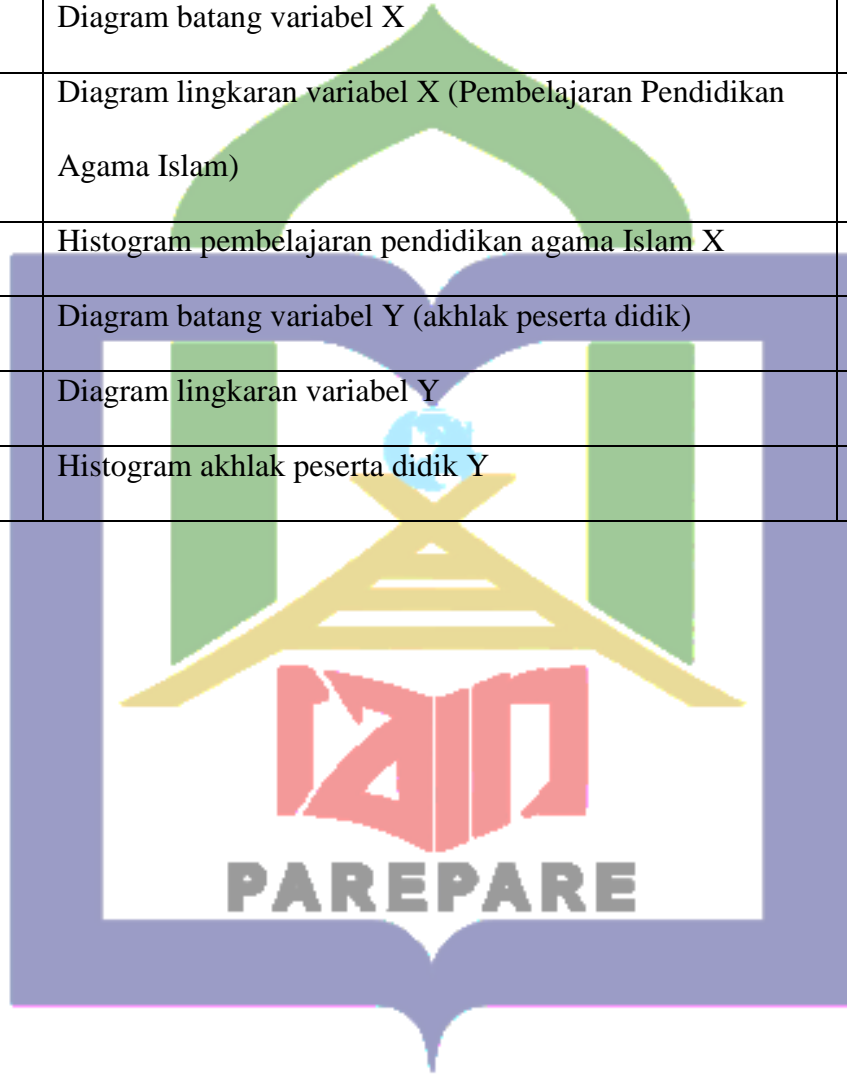 Diagram batang variabel X
Diagram lingkaran variabel X (Pembelajaran Pendidikan
Agama Islam)
Histogram pembelajaran pendidikan agama Islam X
Diagram batang variabel Y (akhlak peserta didik)
Diagram lingkaran variabel Y
Histogram akhlak peserta didik Y
iain
PAREPARE